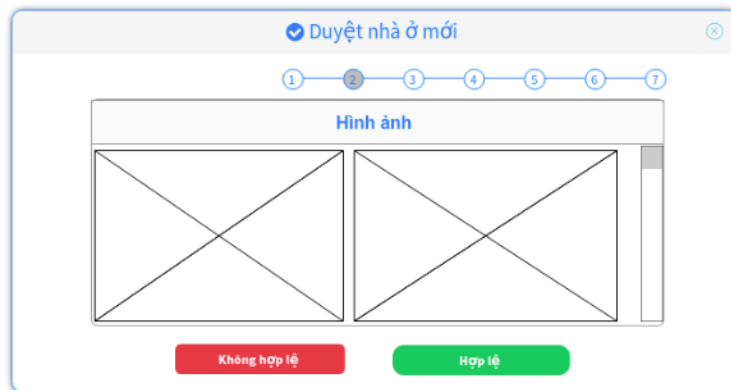 Duyệt nhà ở mới
1 2 3 4 5 6 7
Hình ảnh
Không hợp lệ Hợp lệ